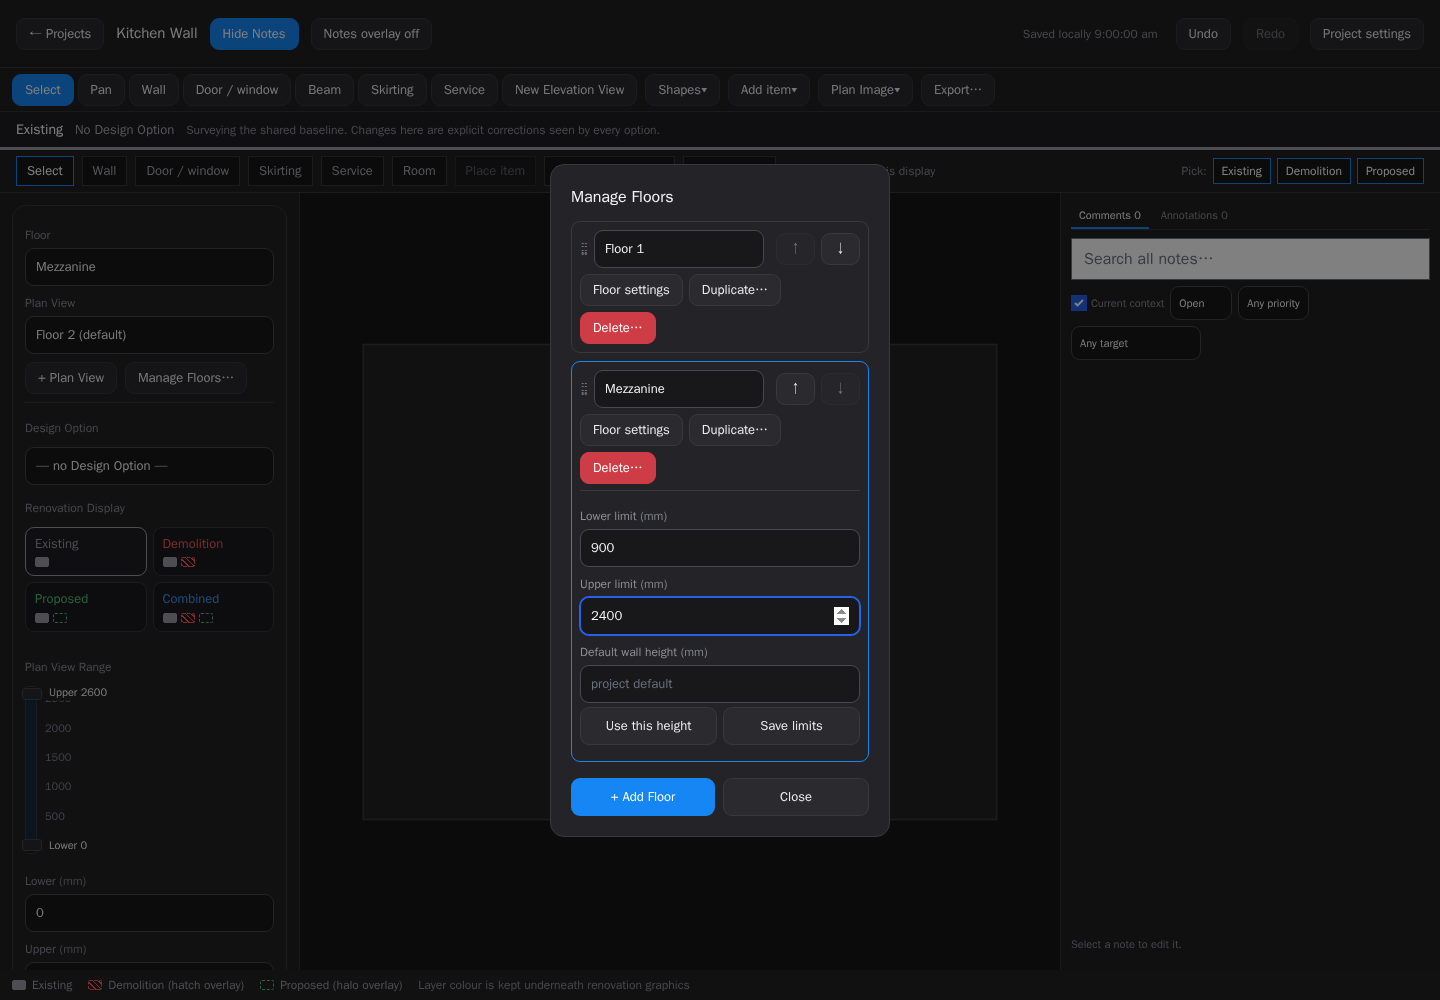 ← Projects
Kitchen Wall
Hide Notes
Notes overlay off
Saved locally 9:00:00 am
Undo
Redo
Project settings
Select
Pan
Wall
Door / window
Beam
Skirting
Service
New Elevation View
Shapes▾
Add item▾
Plan Image▾
Export…
Existing
No Design Option
Surveying the shared baseline. Changes here are explicit corrections seen by every option.
Select
Wall
Door / window
Skirting
Service
Room
Place item
display
Pick:
Existing
Demolition
Proposed
Floor
Mezzanine
Plan View
Floor 2 (default)
+ Plan View
Manage Floors…
Design Option
— no Design Option —
Renovation Display
Existing
Demolition
Proposed
Combined
Plan View Range
Upper 2600
2000
1500
1000
500
Lower 0
Lower (mm)
0
Upper (mm)
Manage Floors
Floor 1
↑
↓
Floor settings
Duplicate…
Delete…
Mezzanine
↑
↓
Floor settings
Duplicate…
Delete…
Lower limit (mm)
900
Upper limit (mm)
2400
Default wall height (mm)
project default
Use this height
Save limits
+ Add Floor
Close
Comments 0
Annotations 0
Search all notes…
Current context
Open
Any priority
Any target
Select a note to edit it.
Existing
Demolition (hatch overlay)
Proposed (halo overlay)
Layer colour is kept underneath renovation graphics